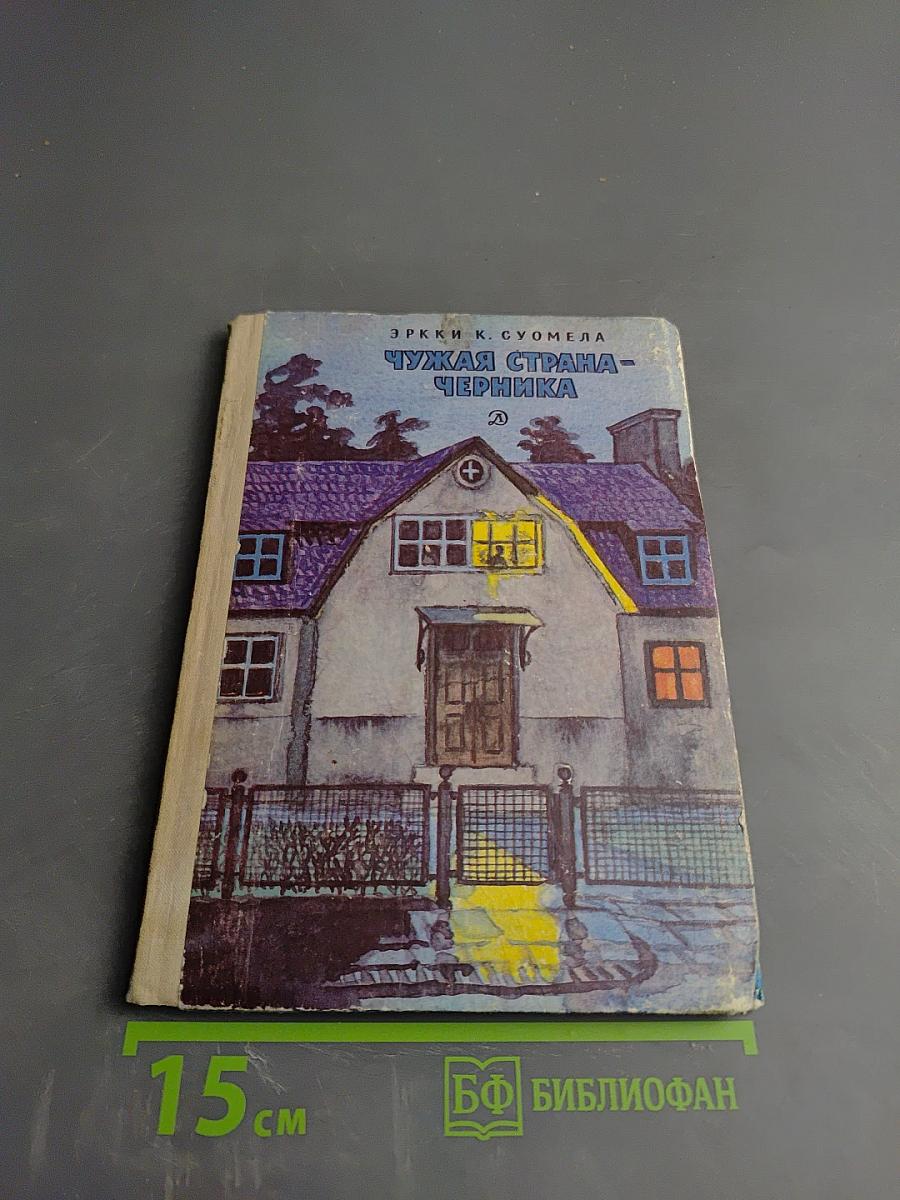 ЭРККИ К. СУОМЕЛА
ЧУЖАЯ СТРАНА-
ЧЕРНИКА
Д
15 см
БФ БИБЛИОФАН